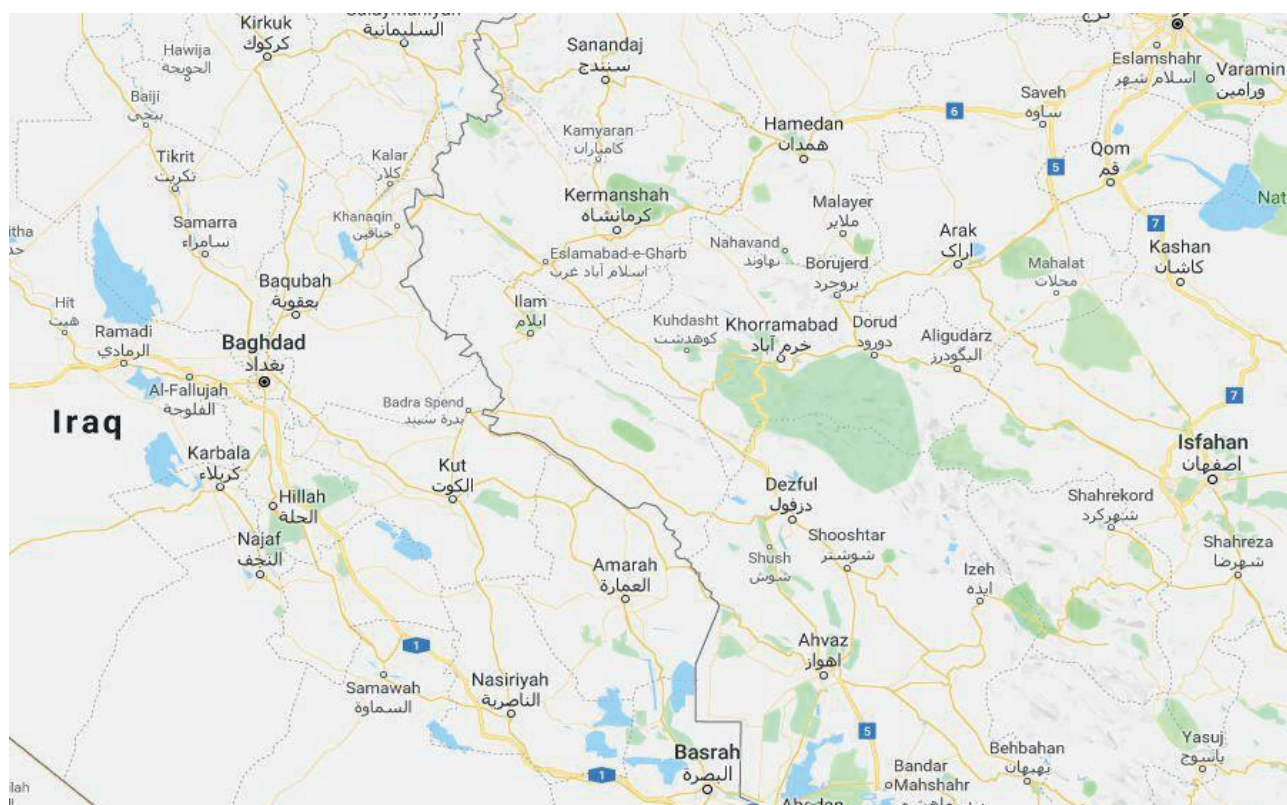 Kirkuk
كركوك
السليمانية
Hawija
الحويجة
Baiji
بيجي
Tikrit
تكريت
Samarra
سامراء
Kalar
كلار
Khanaqin
خانقين
Baqubah
بعقوبة
Hit
هيت
Ramadi
الرمادي
Baghdad
بغداد
Al-Fallujah
الفلوجة
Iraq
Karbala
كربلاء
Hillah
الحلة
Najaf
النجف
Badra Spend
بدرة سپيد
Kut
الكوت
Amarah
العمارة
Samawah
السماوة
Nasiriyah
الناصرية
Basrah
البصرة
1
1
Sanandaj
سنندج
Kamyaran
کامیاران
Kermanshah
کرمانشاه
Eslamabad-e-Gharb
اسلام آباد غرب
Ilam
ایلام
Hamedan
همدان
Malayer
ملایر
Nahavand
نهاوند
Borujerd
بروجرد
Kuhdasht
کوهدشت
Khorramabad
خرم آباد
Dorud
دورود
Aligudarz
الیگودرز
Arak
اراک
Mahalat
محلات
Saveh
ساوه
Eslamshahr
اسلام شهر
Varamin
ورامین
Qom
قم
Kashan
کاشان
Nat
6
5
7
7
Isfahan
اصفهان
Shahrekord
شهرکرد
Shahreza
شهرضا
Dezful
دزفول
Shooshtar
شوشتر
Shush
شوش
Izeh
ایذه
Ahvaz
اهواز
5
Behbahan
بهبهان
Bandar
Mahshahr
Yasuj
یاسوج